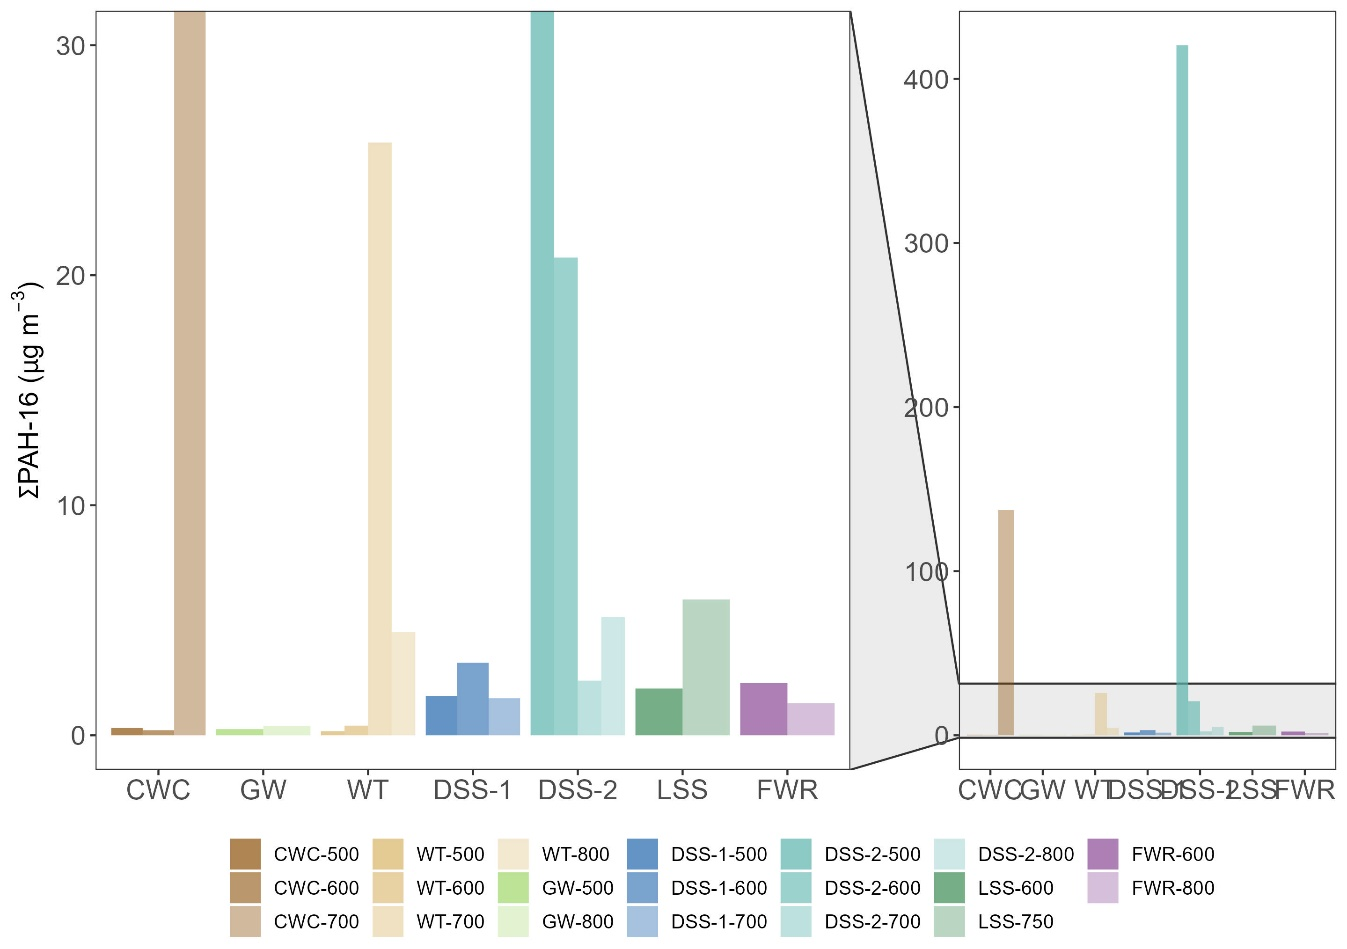 ΣPAH-16 (µg m⁻³)
30
20
10
0
CWC GW WT DSS-1 DSS-2 LSS FWR
400
300
200
100
0
CWC GW WT DSS-1 DSS-2 LSS FWR
CWC-500 WT-500 WT-800 DSS-1-500 DSS-2-500 DSS-2-800 FWR-600
CWC-600 WT-600 GW-500 DSS-1-600 DSS-2-600 LSS-600 FWR-800
CWC-700 WT-700 GW-800 DSS-1-700 DSS-2-700 LSS-750